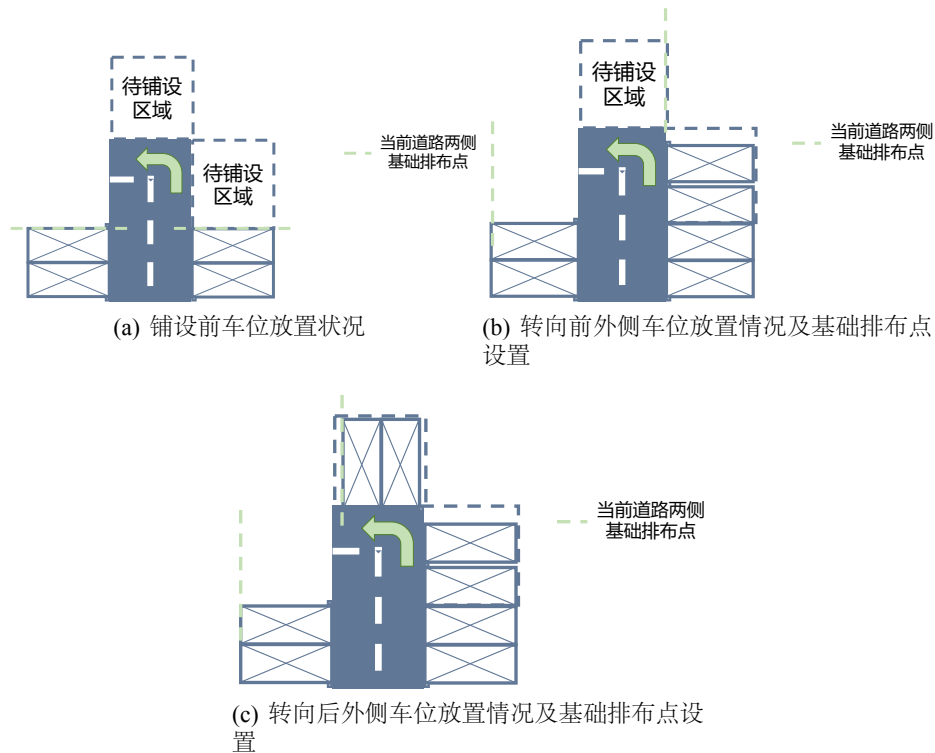 待铺设
区域
待铺设
区域
当前道路两侧
基础排布点
(a) 铺设前车位放置状况
待铺设
区域
当前道路两侧
基础排布点
(b) 转向前外侧车位放置情况及基础排布点
设置
当前道路两侧
基础排布点
(c) 转向后外侧车位放置情况及基础排布点设
置